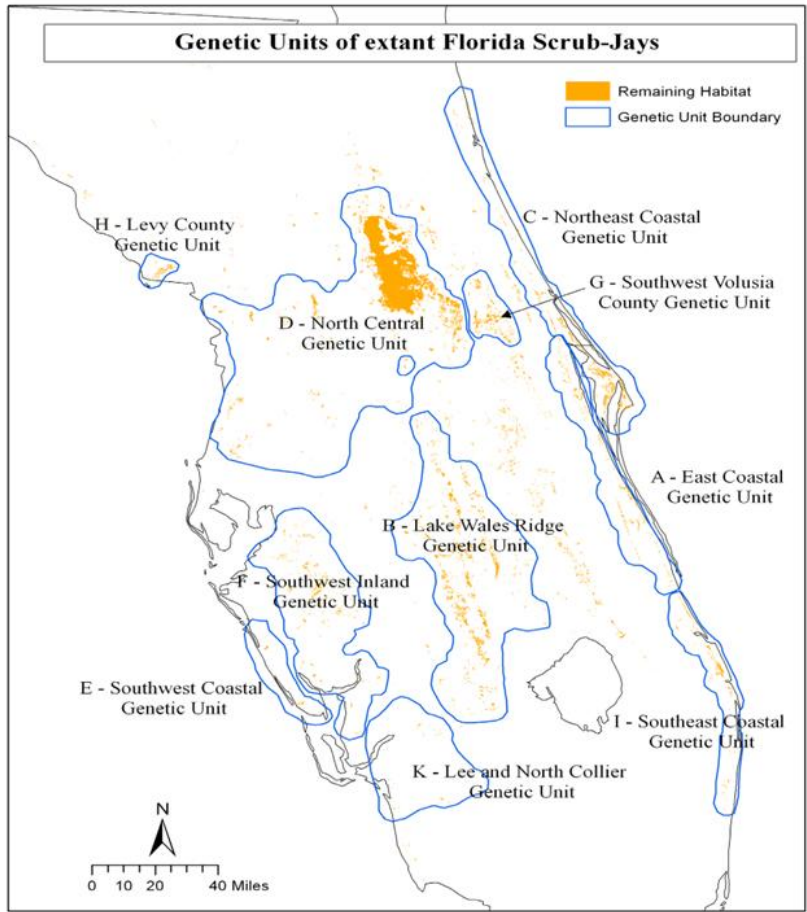 Genetic Units of extant Florida Scrub-Jays
Remaining Habitat
Genetic Unit Boundary
C - Northeast Coastal
Genetic Unit
H - Levy County
Genetic Unit
G - Southwest Volusia
County Genetic Unit
D - North Central
Genetic Unit
A - East Coastal
Genetic Unit
B - Lake Wales Ridge
Genetic Unit
F - Southwest Inland
Genetic Unit
E - Southwest Coastal
Genetic Unit
I - Southeast Coastal
Genetic Unit
K - Lee and North Collier
Genetic Unit
N
0 10 20 40 Miles